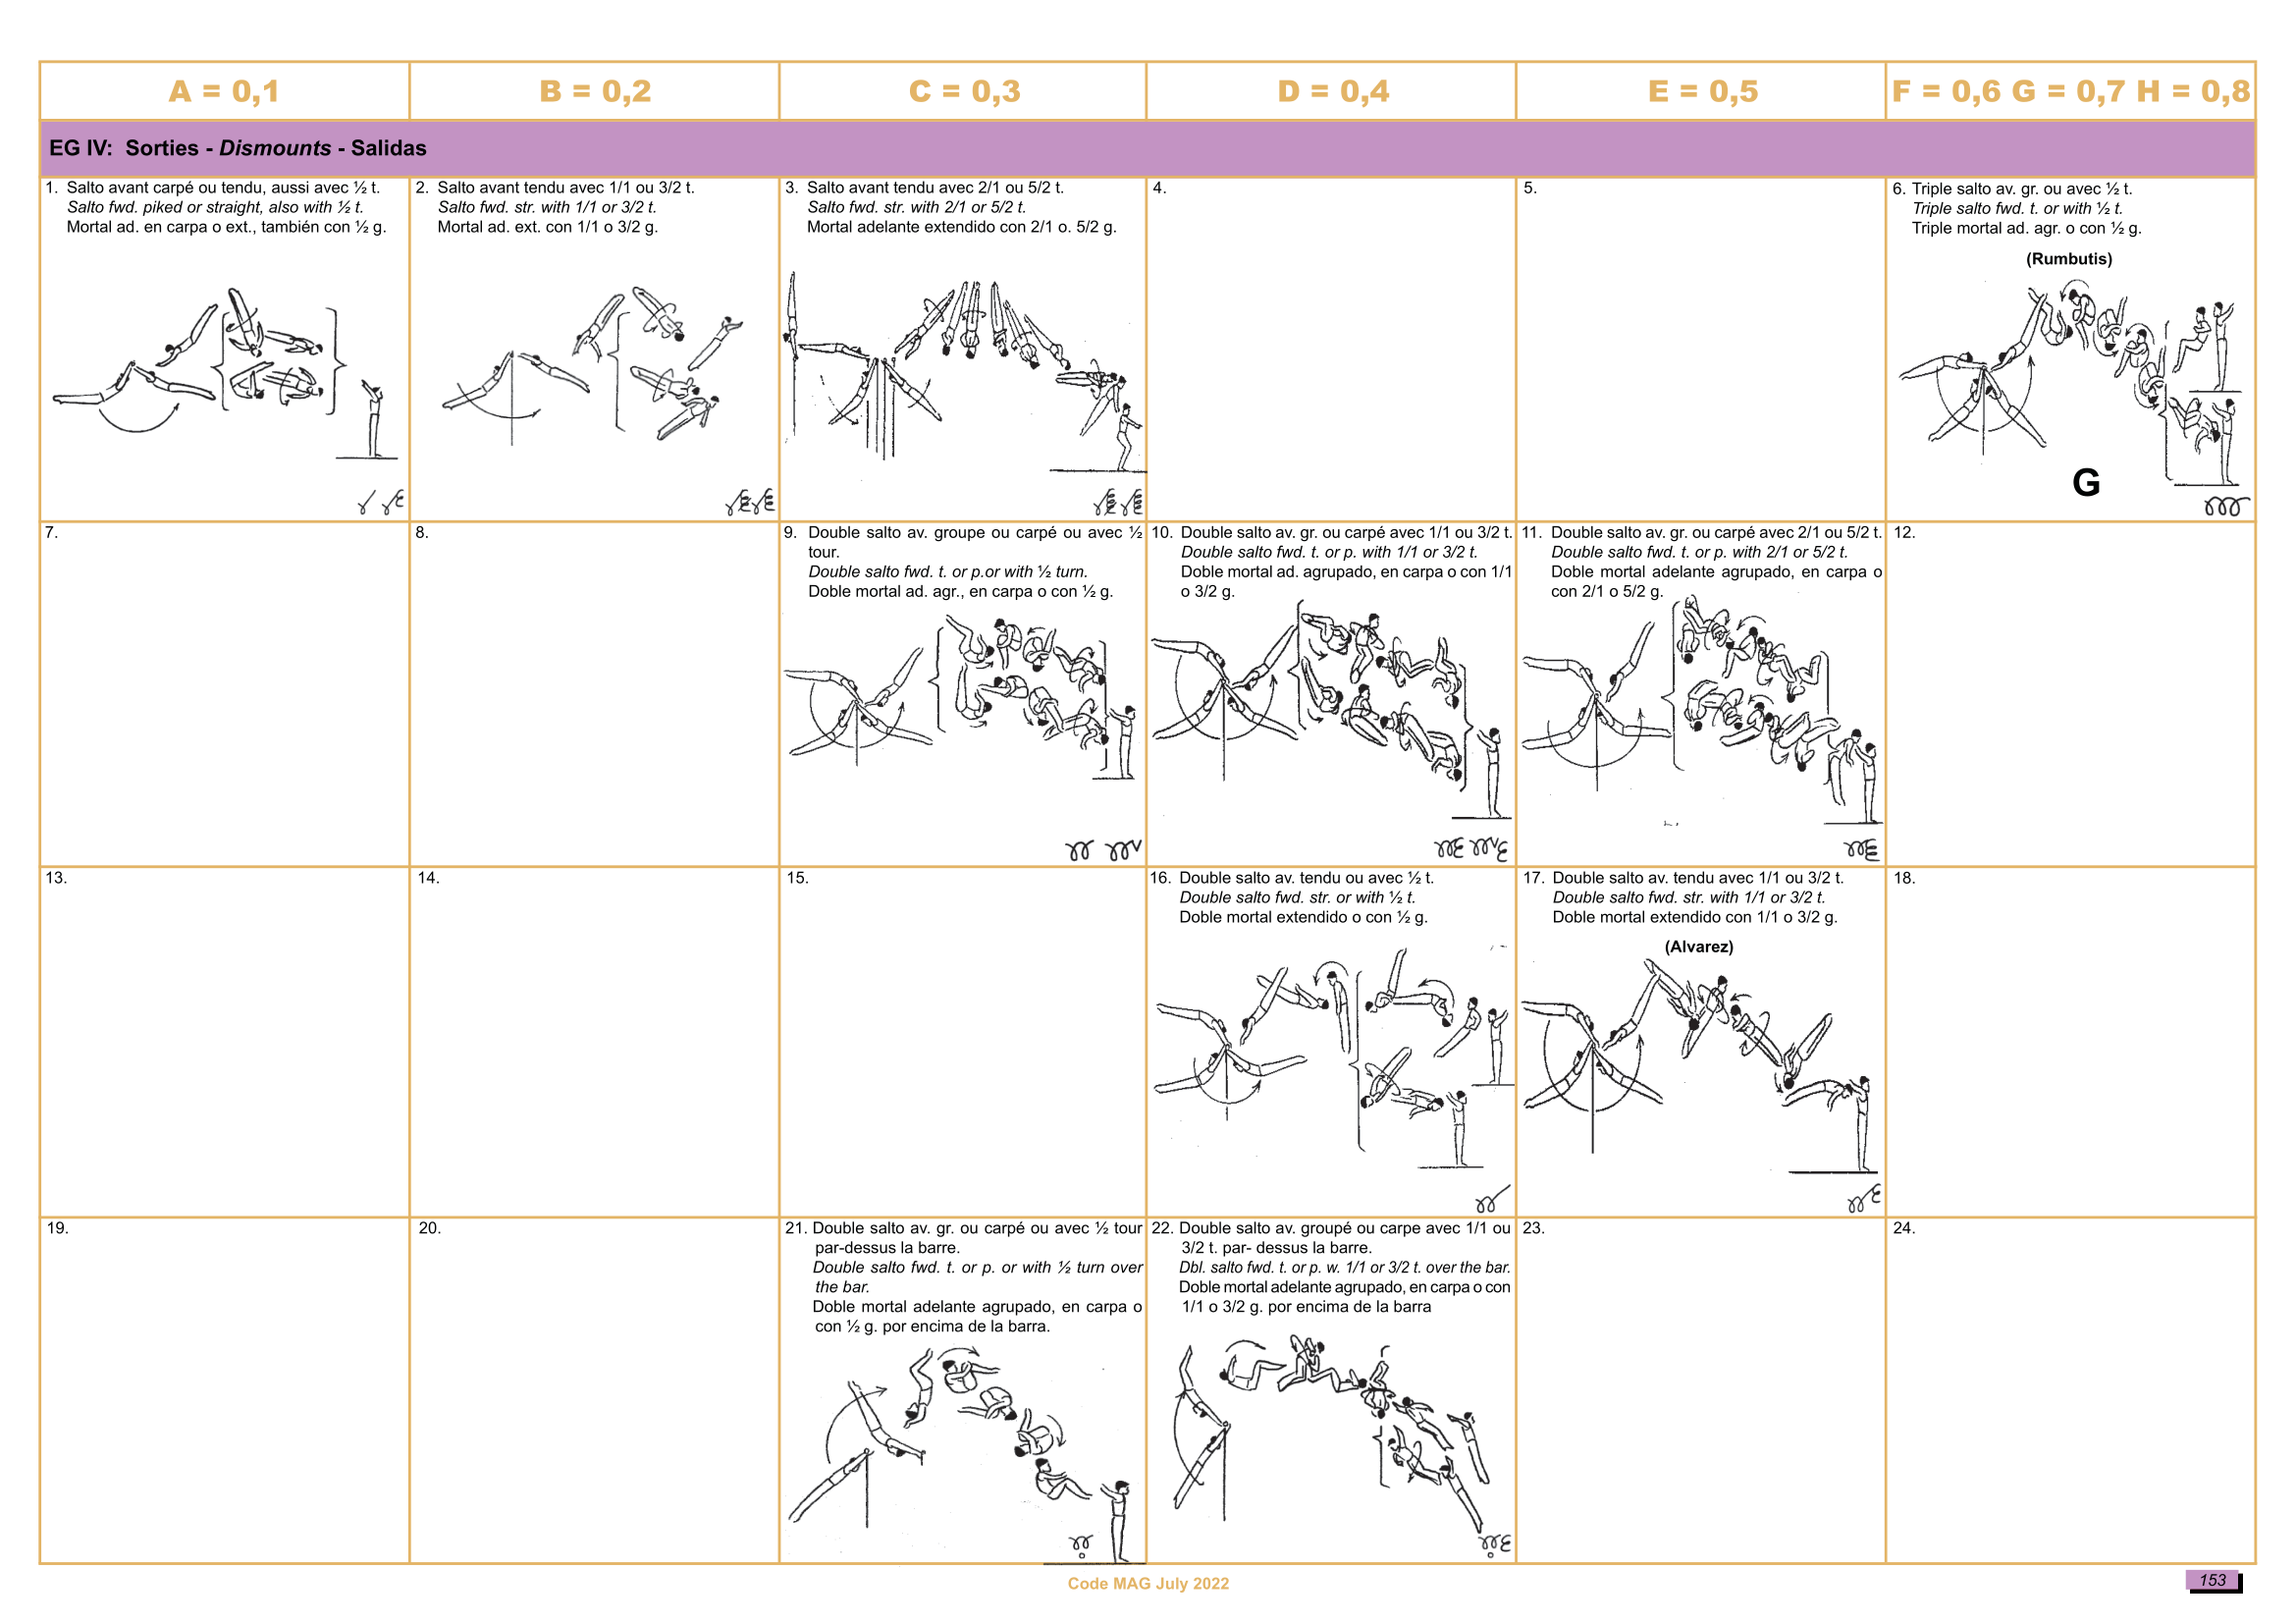 A = 0,1
B = 0,2
C = 0,3
D = 0,4
E = 0,5
F = 0,6 G = 0,7 H = 0,8
EG IV: Sorties - Dismounts - Salidas
1. Salto avant carpé ou tendu, aussi avec ½ t.
Salto fwd. piked or straight, also with ½ t.
Mortal ad. en carpa o ext., también con ½ g.
2. Salto avant tendu avec 1/1 ou 3/2 t.
Salto fwd. str. with 1/1 or 3/2 t.
Mortal ad. ext. con 1/1 o 3/2 g.
3. Salto avant tendu avec 2/1 ou 5/2 t.
Salto fwd. str. with 2/1 or 5/2 t.
Mortal adelante extendido con 2/1 o. 5/2 g.
4.
5.
6. Triple salto av. gr. ou avec ½ t.
Triple salto fwd. t. or with ½ t.
Triple mortal ad. agr. o con ½ g.
(Rumbutis)
G
7.
8.
9. Double salto av. groupe ou carpé ou avec ½
tour.
Double salto fwd. t. or p.or with ½ turn.
Doble mortal ad. agr., en carpa o con ½ g.
10. Double salto av. gr. ou carpé avec 1/1 ou 3/2 t.
Double salto fwd. t. or p. with 1/1 or 3/2 t.
Doble mortal ad. agrupado, en carpa o con 1/1
o 3/2 g.
11. Double salto av. gr. ou carpé avec 2/1 ou 5/2 t.
Double salto fwd. t. or p. with 2/1 or 5/2 t.
Doble mortal adelante agrupado, en carpa o
con 2/1 o 5/2 g.
12.
13.
14.
15.
16. Double salto av. tendu ou avec ½ t.
Double salto fwd. str. or with ½ t.
Doble mortal extendido o con ½ g.
17. Double salto av. tendu avec 1/1 ou 3/2 t.
Double salto fwd. str. with 1/1 or 3/2 t.
Doble mortal extendido con 1/1 o 3/2 g.
(Alvarez)
18.
19.
20.
21. Double salto av. gr. ou carpé ou avec ½ tour
par-dessus la barre.
Double salto fwd. t. or p. or with ½ turn over
the bar.
Doble mortal adelante agrupado, en carpa o
con ½ g. por encima de la barra.
22. Double salto av. groupé ou carpe avec 1/1 ou
3/2 t. par- dessus la barre.
Dbl. salto fwd. t. or p. w. 1/1 or 3/2 t. over the bar.
Doble mortal adelante agrupado, en carpa o con
1/1 o 3/2 g. por encima de la barra
23.
24.
Code MAG July 2022
153